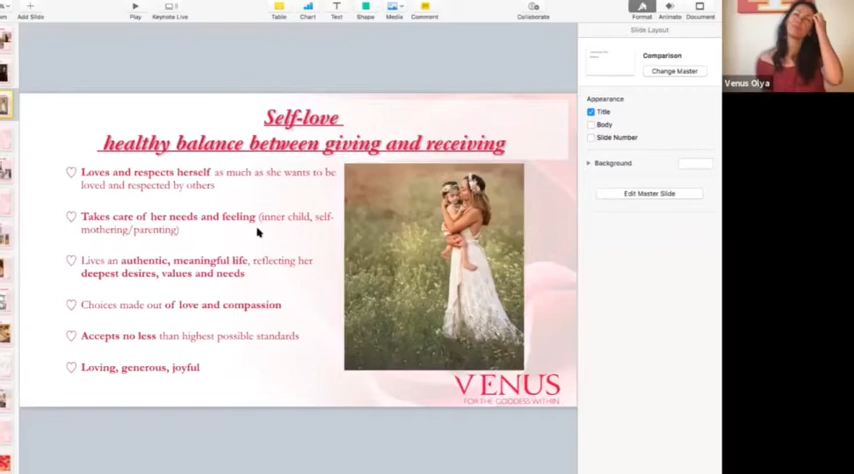 Add Slide
Play
Keynote Live
Table
Chart
Text
Shape
Media
Comment
Collaborate
Format
Animate
Document
Slide Layout
Comparison
Change Master
Appearance
Title
Body
Slide Number
Background
Edit Master Slide
Venus Olya
Self-love
healthy balance between giving and receiving
Loves and respects herself as much as she wants to be
loved and respected by others
Takes care of her needs and feeling (inner child, self-
mothering/parenting)
Lives an authentic, meaningful life, reflecting her
deepest desires, values and needs
Choices made out of love and compassion
Accepts no less than highest possible standards
Loving, generous, joyful
VENUS
FOR THE GODDESS WITHIN